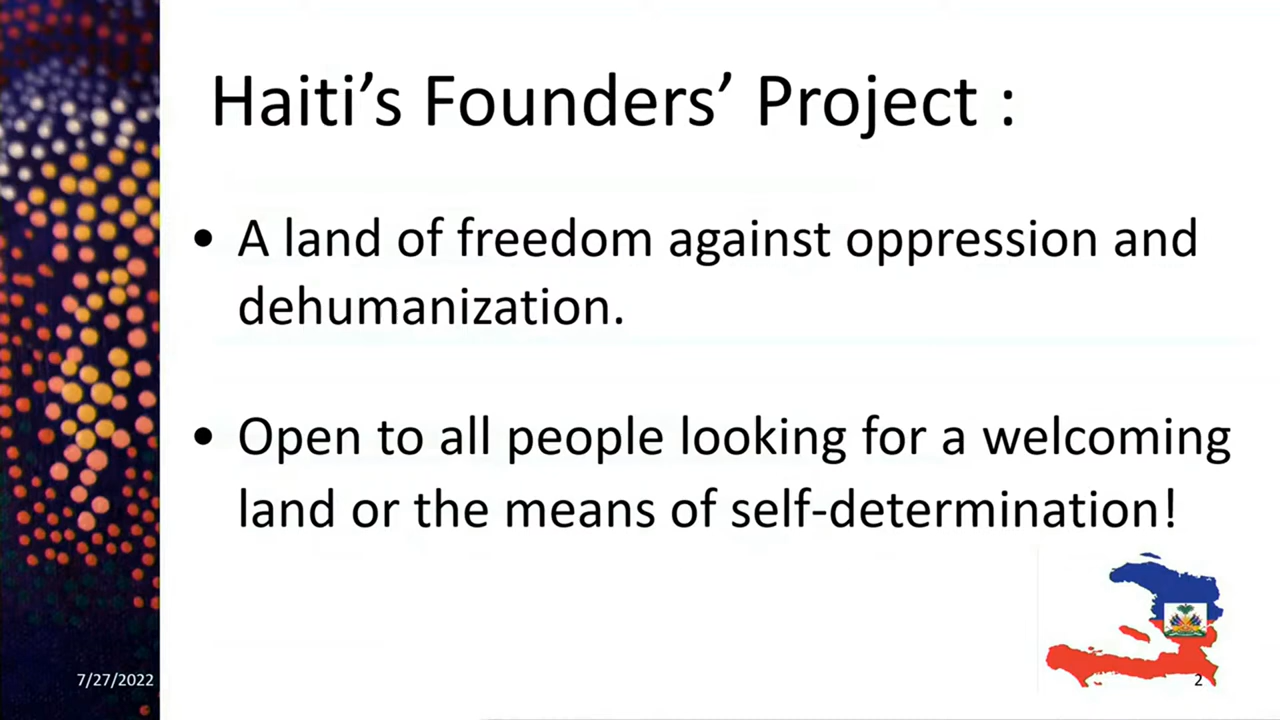 Haiti’s Founders’ Project :
• A land of freedom against oppression and
dehumanization.
• Open to all people looking for a welcoming
land or the means of self-determination!
7/27/2022
2